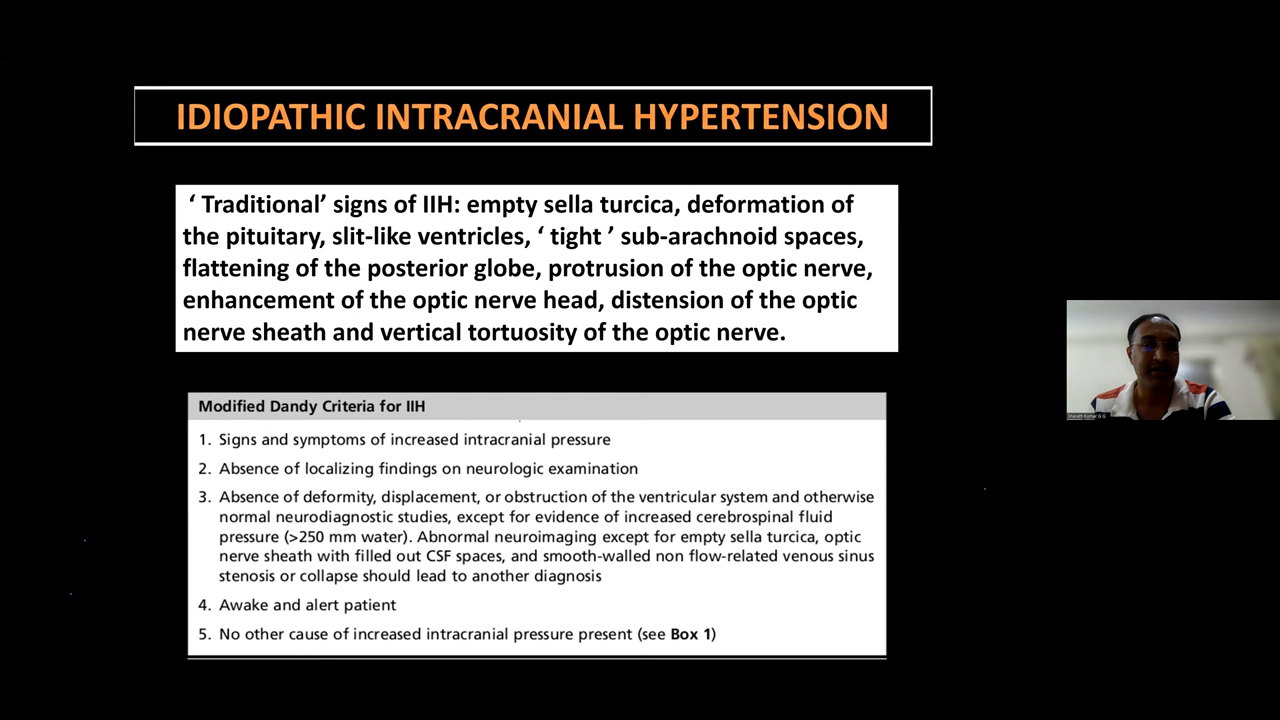 IDIOPATHIC INTRACRANIAL HYPERTENSION
‘ Traditional’ signs of IIH: empty sella turcica, deformation of
the pituitary, slit-like ventricles, ‘ tight ’ sub-arachnoid spaces,
flattening of the posterior globe, protrusion of the optic nerve,
enhancement of the optic nerve head, distension of the optic
nerve sheath and vertical tortuosity of the optic nerve.
Modified Dandy Criteria for IIH
1. Signs and symptoms of increased intracranial pressure
2. Absence of localizing findings on neurologic examination
3. Absence of deformity, displacement, or obstruction of the ventricular system and otherwise
normal neurodiagnostic studies, except for evidence of increased cerebrospinal fluid
pressure (>250 mm water). Abnormal neuroimaging except for empty sella turcica, optic
nerve sheath with filled out CSF spaces, and smooth-walled non flow-related venous sinus
stenosis or collapse should lead to another diagnosis
4. Awake and alert patient
5. No other cause of increased intracranial pressure present (see Box 1)
Sharath Kumar G G